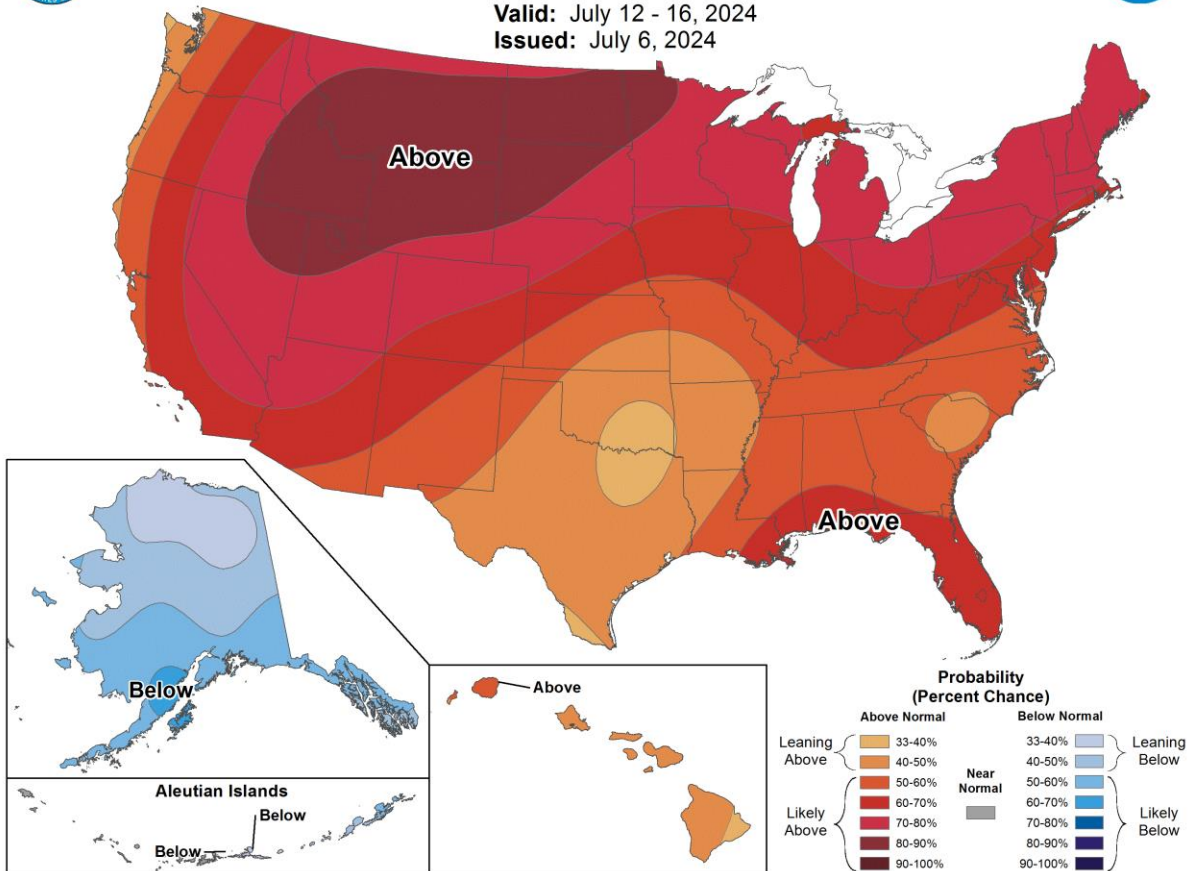 Valid: July 12 - 16, 2024
Issued: July 6, 2024
Above
Above
Below
Aleutian Islands
Below
Below
Above
Probability
(Percent Chance)
Above Normal
Below Normal
Leaning
Above
33-40%
40-50%
Likely
Above
50-60%
60-70%
70-80%
80-90%
90-100%
Near
Normal
33-40%
40-50%
Leaning
Below
50-60%
60-70%
70-80%
80-90%
90-100%
Likely
Below